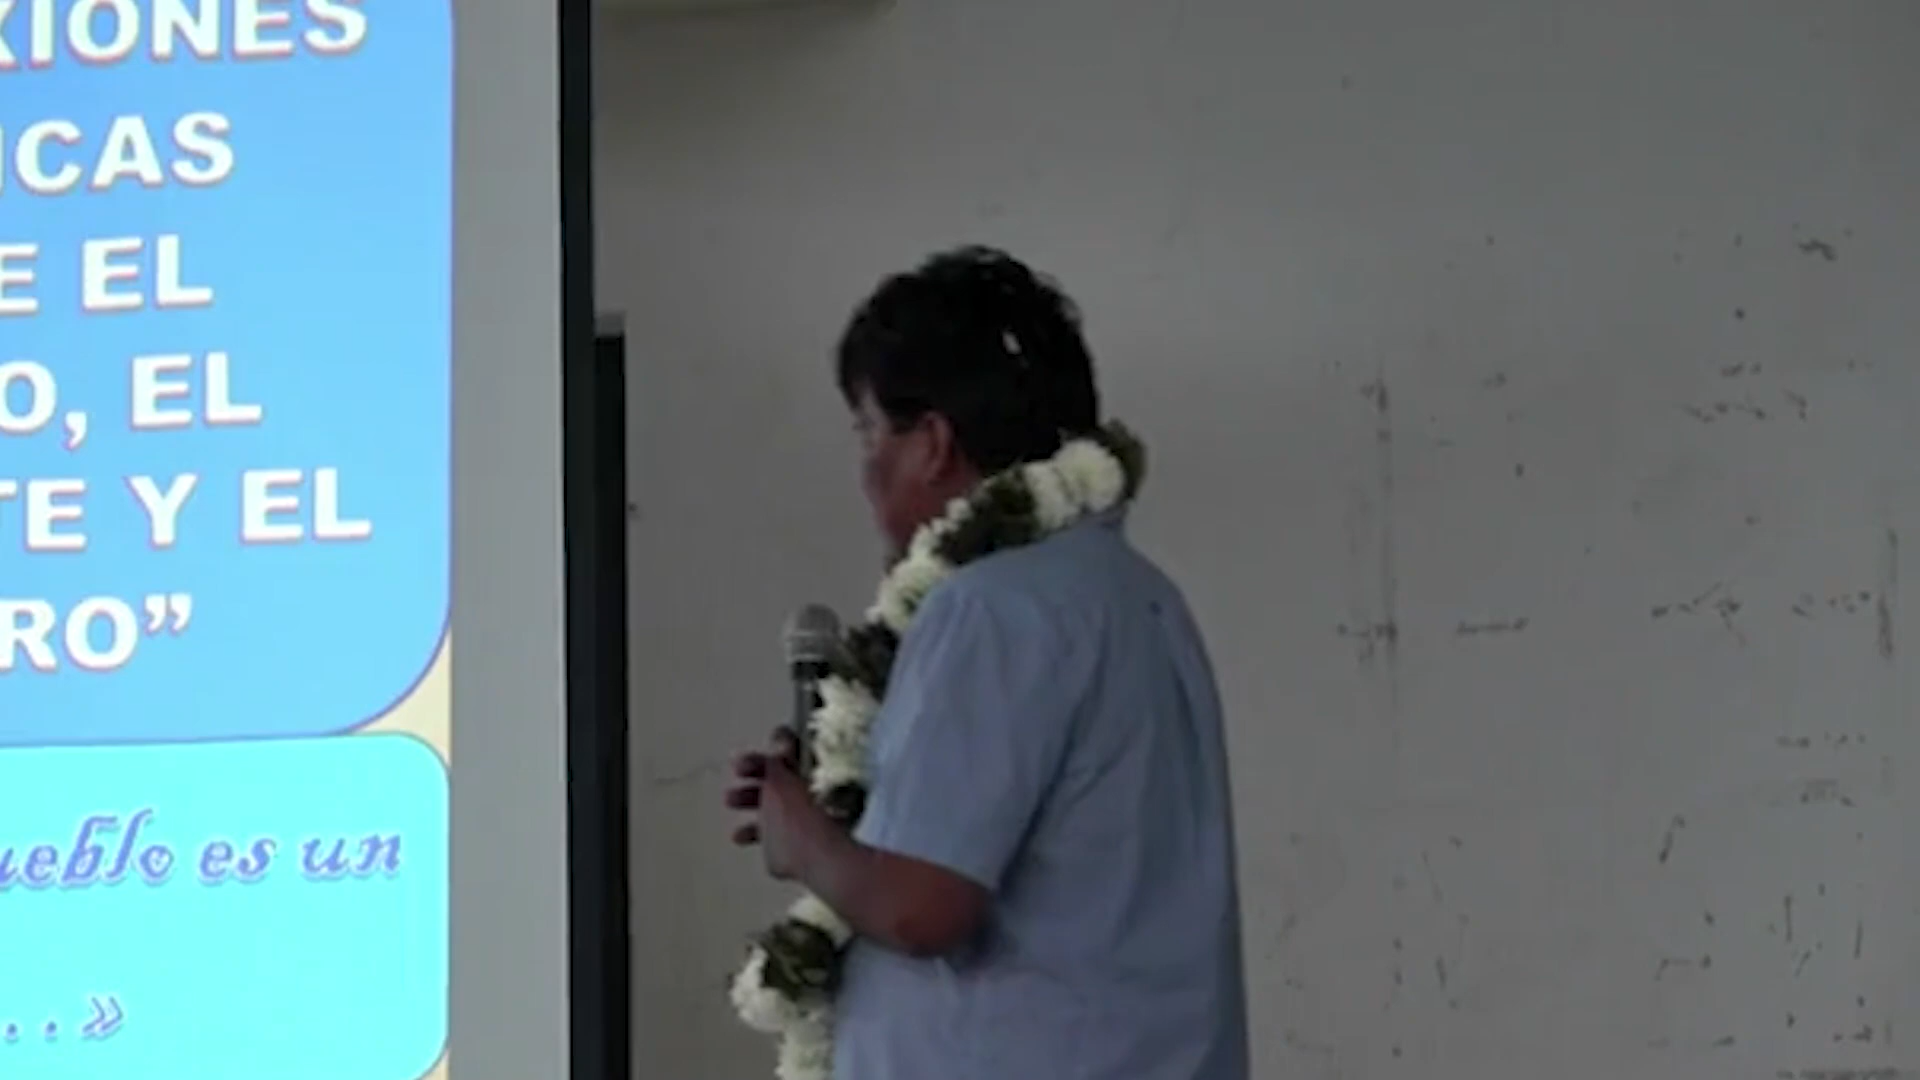 XIONES
ICAS
E EL
O, EL
TE Y EL
RO”
ueblo es un
. . »